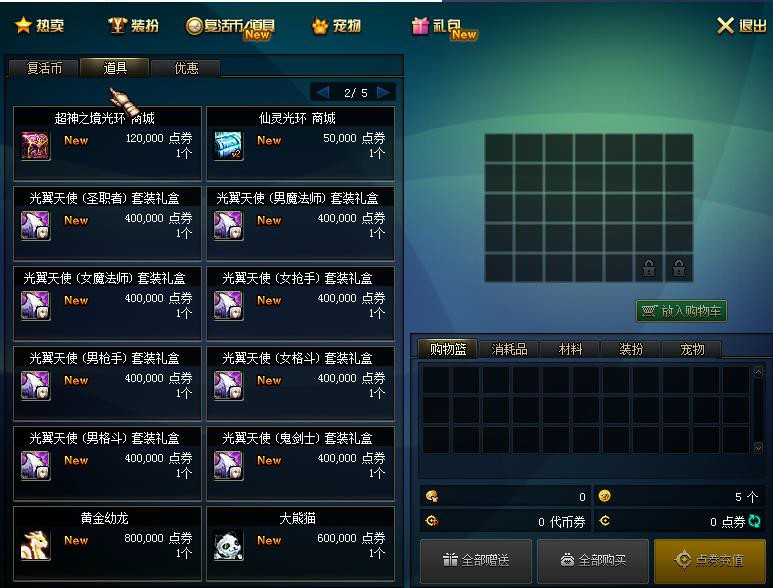 热卖 装扮 复活币/道具 New 宠物 礼包 New 退出
复活币 道具 优惠
2/ 5
超神之境光环 商城
New 120,000 点券
1个
仙灵光环 商城
New 50,000 点券
1个
光翼天使 (圣职者) 套装礼盒
New 400,000 点券
1个
光翼天使 (男魔法师) 套装礼盒
New 400,000 点券
1个
光翼天使 (女魔法师) 套装礼盒
New 400,000 点券
1个
光翼天使 (女抢手) 套装礼盒
New 400,000 点券
1个
光翼天使 (男枪手) 套装礼盒
New 400,000 点券
1个
光翼天使 (女格斗) 套装礼盒
New 400,000 点券
1个
光翼天使 (男格斗) 套装礼盒
New 400,000 点券
1个
光翼天使 (鬼剑士) 套装礼盒
New 400,000 点券
1个
黄金幼龙
New 800,000 点券
1个
大熊猫
New 600,000 点券
1个
放入购物车
购物篮 消耗品 材料 装扮 宠物
0 5 个
0 代币券 0 点券
全部赠送 全部购买 点券充值